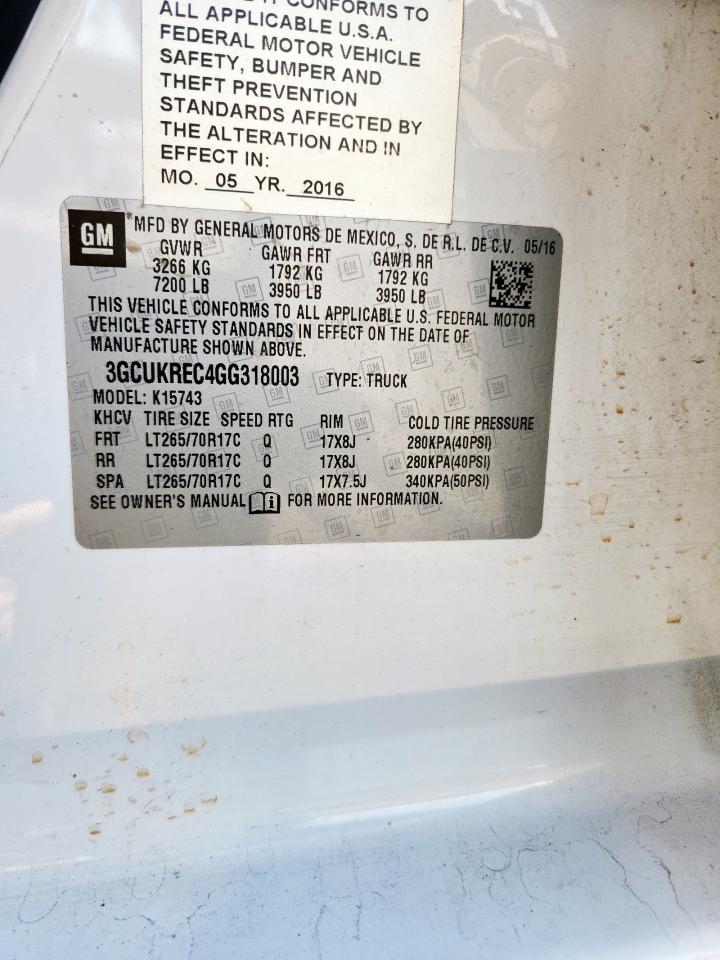 CONFORMS TO
ALL APPLICABLE U.S.A.
FEDERAL MOTOR VEHICLE
SAFETY, BUMPER AND
THEFT PREVENTION
STANDARDS AFFECTED BY
THE ALTERATION AND IN
EFFECT IN:
MO. 05 YR. 2016
GM *MFD BY GENERAL MOTORS DE MEXICO, S. DE R.L. DE C.V. 05/16
GVWR GAWR FRT GAWR RR
3266 KG 1792 KG 1792 KG
7200 LB 3950 LB 3950 LB
THIS VEHICLE CONFORMS TO ALL APPLICABLE U.S. FEDERAL MOTOR
VEHICLE SAFETY STANDARDS IN EFFECT ON THE DATE OF
MANUFACTURE SHOWN ABOVE.
3GCUKREC4GG318003 TYPE: TRUCK
MODEL: K15743
KHCV TIRE SIZE SPEED RTG RIM COLD TIRE PRESSURE
FRT LT265/70R17C Q 17X8J 280KPA(40PSI)
RR LT265/70R17C Q 17X8J 280KPA(40PSI)
SPA LT265/70R17C Q 17X7.5J 340KPA(50PSI)
SEE OWNER'S MANUAL FOR MORE INFORMATION.